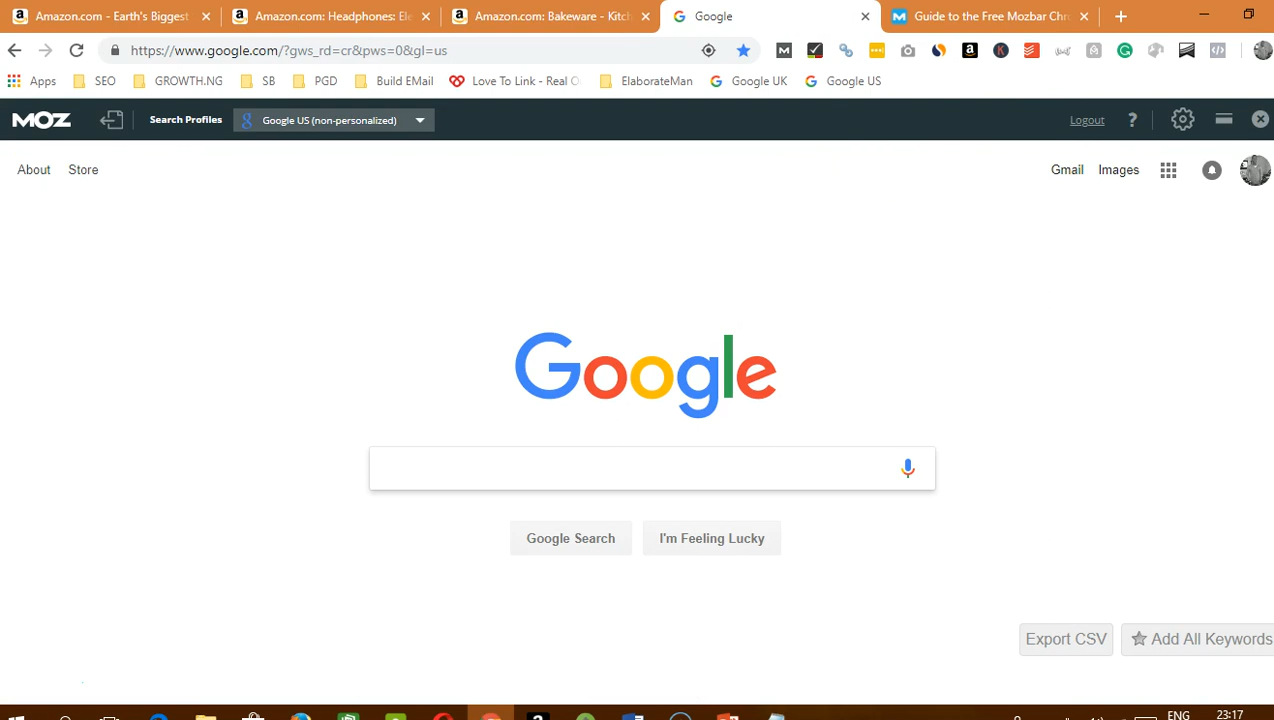 Amazon.com - Earth's Biggest
Amazon.com: Headphones: Ele
Amazon.com: Bakeware - Kitch
Google
Guide to the Free Mozbar Chro
https://www.google.com/?gws_rd=cr&pws=0&gl=us
Apps SEO GROWTH.NG SB PGD Build EMail Love To Link - Real O ElaborateMan Google UK Google US
MOZ Search Profiles Google US (non-personalized) Logout ?
About Store Gmail Images
Google
Google Search I'm Feeling Lucky
Export CSV Add All Keywords
ENG 23:17